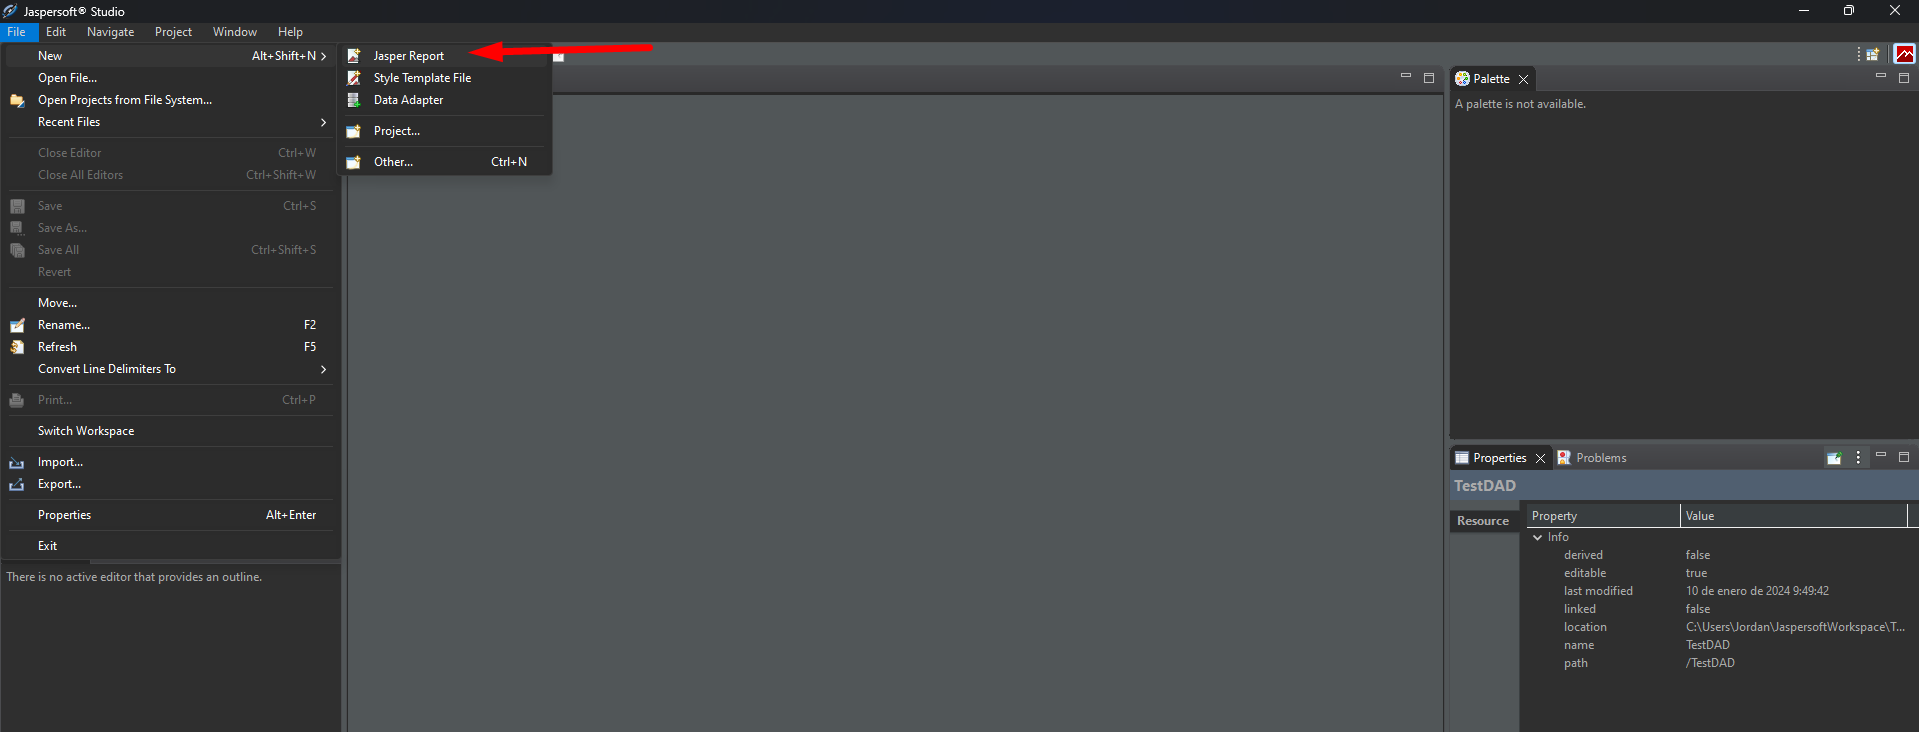 Jaspersoft® Studio
File Edit Navigate Project Window Help
New Alt+Shift+N
Open File...
Open Projects from File System...
Recent Files
Close Editor Ctrl+W
Close All Editors Ctrl+Shift+W
Save Ctrl+S
Save As...
Save All Ctrl+Shift+S
Revert
Move...
Rename... F2
Refresh F5
Convert Line Delimiters To
Print... Ctrl+P
Switch Workspace
Import...
Export...
Properties Alt+Enter
Exit
Jasper Report
Style Template File
Data Adapter
Project...
Other... Ctrl+N
There is no active editor that provides an outline.
Palette
A palette is not available.
Properties Problems
TestDAD
Resource
Property Value
Info
derived false
editable true
last modified 10 de enero de 2024 9:49:42
linked false
location C:\Users\Jordan\JaspersoftWorkspace\T...
name TestDAD
path /TestDAD